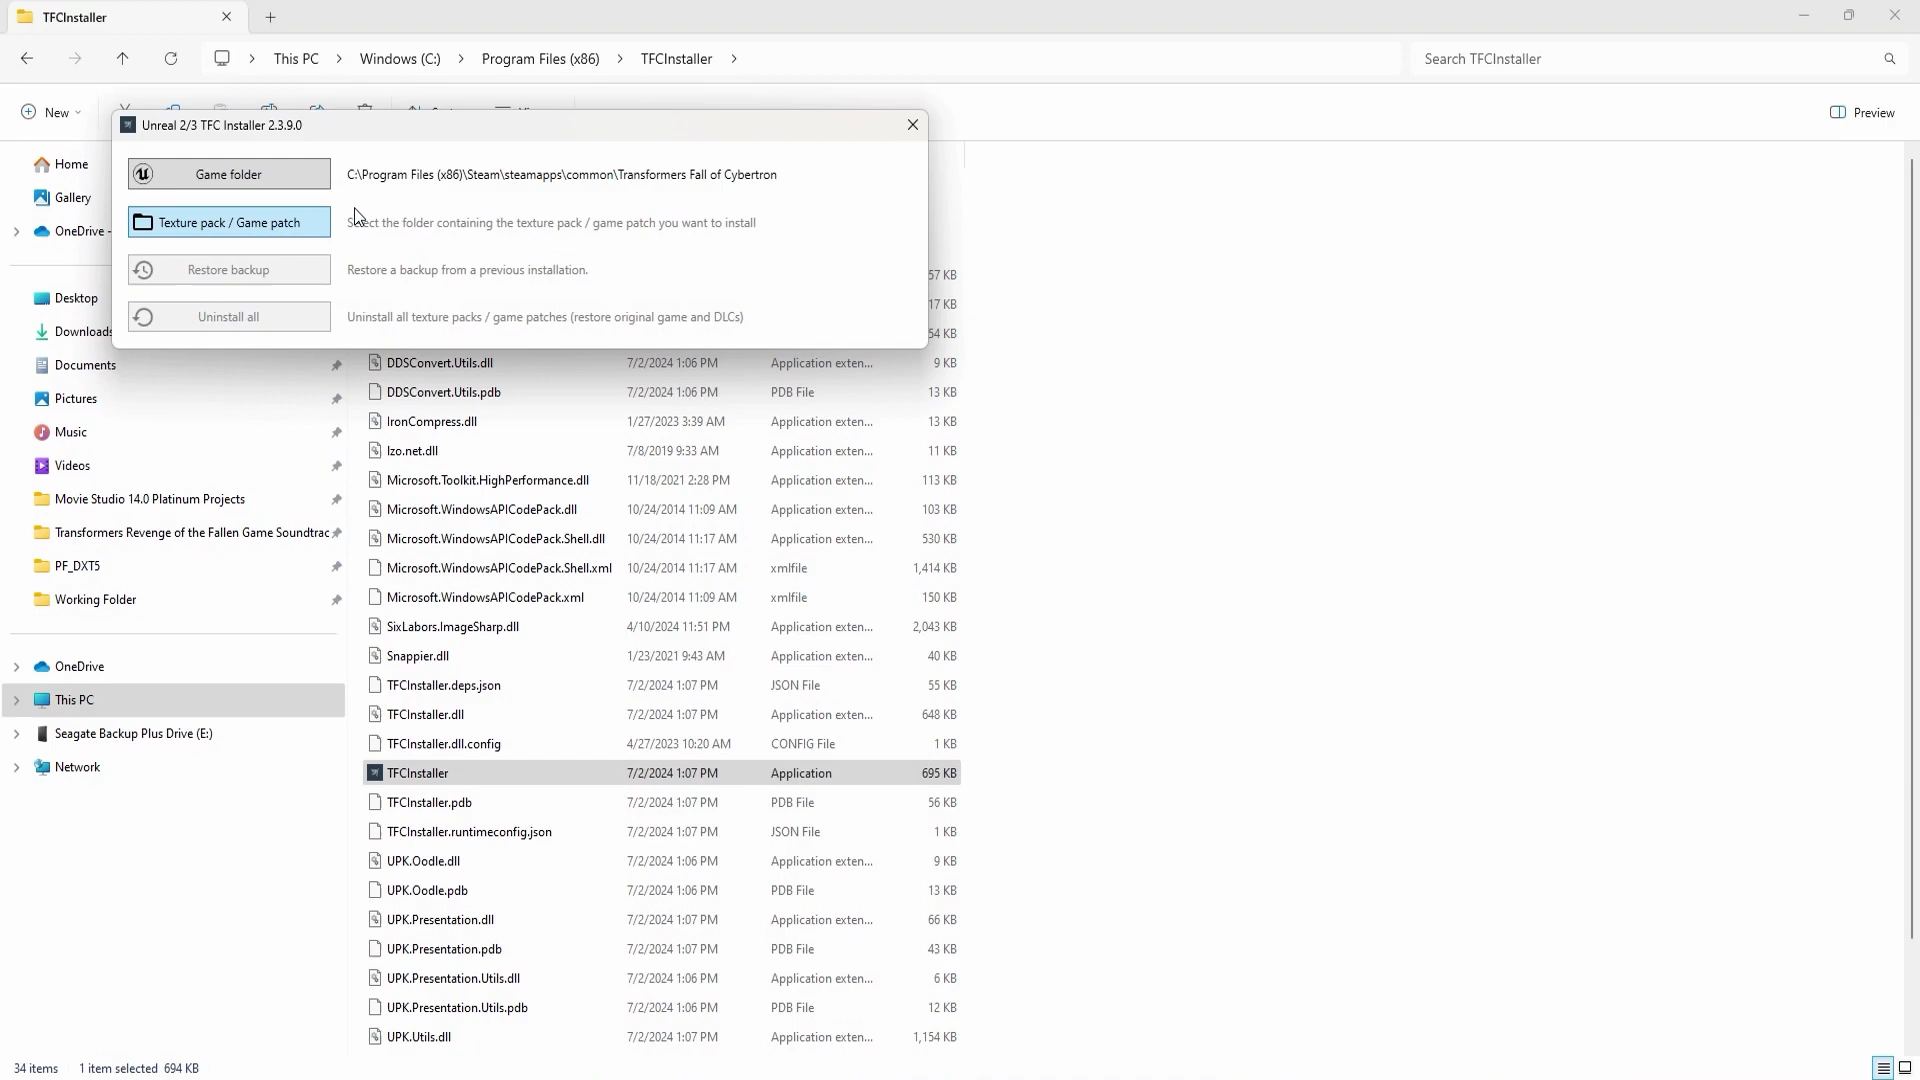 TFCInstaller
This PC
Windows (C:)
Program Files (x86)
TFCInstaller
Search TFCInstaller
New
Preview
Unreal 2/3 TFC Installer 2.3.9.0
Game folder
C:\Program Files (x86)\Steam\steamapps\common\Transformers Fall of Cybertron
Texture pack / Game patch
Select the folder containing the texture pack / game patch you want to install
Restore backup
Restore a backup from a previous installation.
Uninstall all
Uninstall all texture packs / game patches (restore original game and DLCs)
Home
Gallery
OneDrive -
Desktop
Downloads
Documents
Pictures
Music
Videos
Movie Studio 14.0 Platinum Projects
Transformers Revenge of the Fallen Game Soundtrac
PF_DXT5
Working Folder
OneDrive
This PC
Seagate Backup Plus Drive (E:)
Network
57 KB
17 KB
54 KB
DDSConvert.Utils.dll 7/2/2024 1:06 PM Application exten... 9 KB
DDSConvert.Utils.pdb 7/2/2024 1:06 PM PDB File 13 KB
IronCompress.dll 1/27/2023 3:39 AM Application exten... 13 KB
lzo.net.dll 7/8/2019 9:33 AM Application exten... 11 KB
Microsoft.Toolkit.HighPerformance.dll 11/18/2021 2:28 PM Application exten... 113 KB
Microsoft.WindowsAPICodePack.dll 10/24/2014 11:09 AM Application exten... 103 KB
Microsoft.WindowsAPICodePack.Shell.dll 10/24/2014 11:17 AM Application exten... 530 KB
Microsoft.WindowsAPICodePack.Shell.xml 10/24/2014 11:17 AM xmlfile 1,414 KB
Microsoft.WindowsAPICodePack.xml 10/24/2014 11:09 AM xmlfile 150 KB
SixLabors.ImageSharp.dll 4/10/2024 11:51 PM Application exten... 2,043 KB
Snappier.dll 1/23/2021 9:43 AM Application exten... 40 KB
TFCInstaller.deps.json 7/2/2024 1:07 PM JSON File 55 KB
TFCInstaller.dll 7/2/2024 1:07 PM Application exten... 648 KB
TFCInstaller.dll.config 4/27/2023 10:20 AM CONFIG File 1 KB
TFCInstaller 7/2/2024 1:07 PM Application 695 KB
TFCInstaller.pdb 7/2/2024 1:07 PM PDB File 56 KB
TFCInstaller.runtimeconfig.json 7/2/2024 1:07 PM JSON File 1 KB
UPK.Oodle.dll 7/2/2024 1:06 PM Application exten... 9 KB
UPK.Oodle.pdb 7/2/2024 1:06 PM PDB File 13 KB
UPK.Presentation.dll 7/2/2024 1:07 PM Application exten... 66 KB
UPK.Presentation.pdb 7/2/2024 1:07 PM PDB File 43 KB
UPK.Presentation.Utils.dll 7/2/2024 1:06 PM Application exten... 6 KB
UPK.Presentation.Utils.pdb 7/2/2024 1:06 PM PDB File 12 KB
UPK.Utils.dll 7/2/2024 1:07 PM Application exten... 1,154 KB
34 items 1 item selected 694 KB